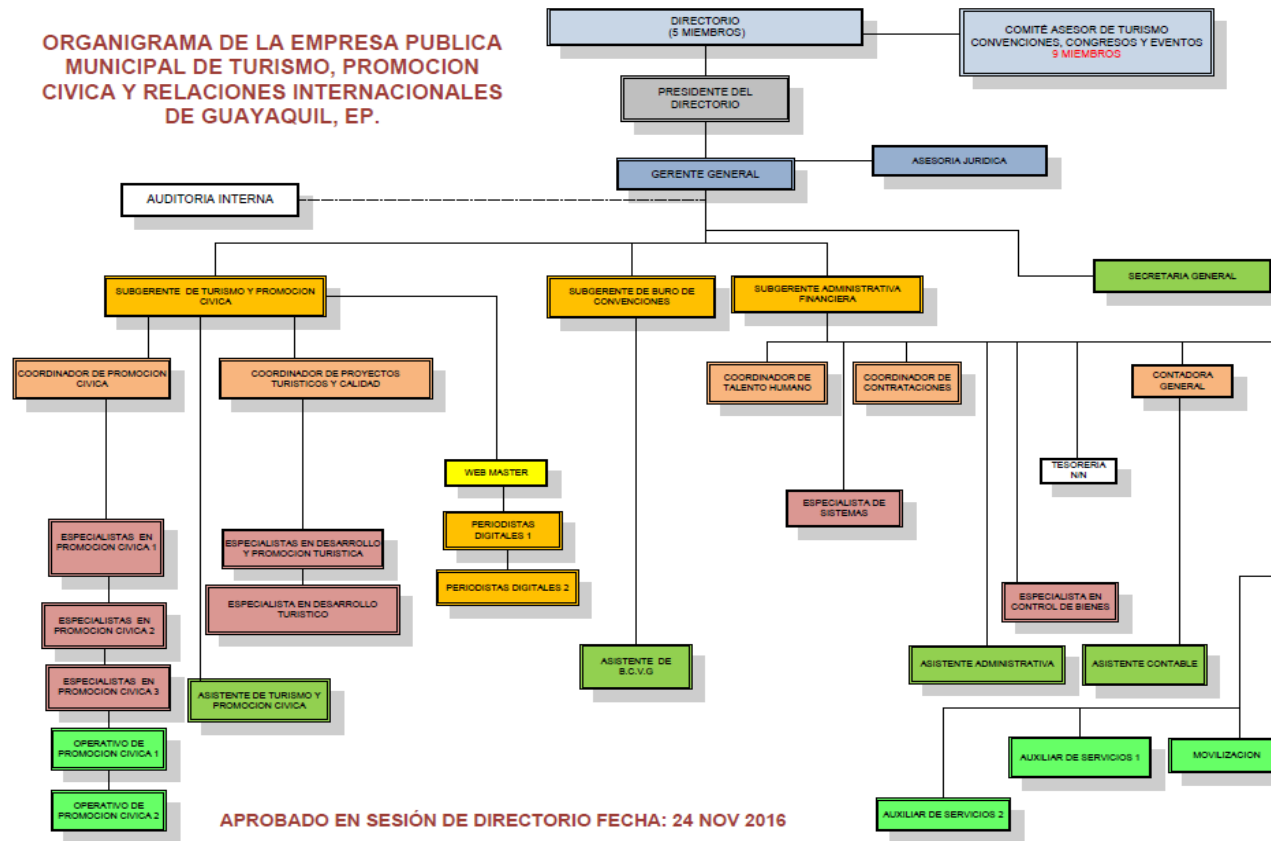 ORGANIGRAMA DE LA EMPRESA PUBLICA
MUNICIPAL DE TURISMO, PROMOCION
CIVICA Y RELACIONES INTERNACIONALES
DE GUAYAQUIL, EP.
DIRECTORIO
(5 MIEMBROS)
COMITÉ ASESOR DE TURISMO
CONVENCIONES, CONGRESOS Y EVENTOS
9 MIEMBROS
PRESIDENTE DEL
DIRECTORIO
GERENTE GENERAL
ASESORIA JURIDICA
AUDITORIA INTERNA
SECRETARIA GENERAL
SUBGERENTE DE TURISMO Y PROMOCION
CIVICA
SUBGERENTE DE BURO DE
CONVENCIONES
SUBGERENTE ADMINISTRATIVA
FINANCIERA
COORDINADOR DE PROMOCION
CIVICA
COORDINADOR DE PROYECTOS
TURISTICOS Y CALIDAD
COORDINADOR DE
TALENTO HUMANO
COORDINADOR DE
CONTRATACIONES
CONTADORA
GENERAL
WEB MASTER
TESORERIA
N/N
PERIODISTAS
DIGITALES 1
PERIODISTAS DIGITALES 2
ESPECIALISTA DE
SISTEMAS
ESPECIALISTAS EN
PROMOCION CIVICA 1
ESPECIALISTAS EN DESARROLLO
Y PROMOCION TURISTICA
ESPECIALISTA EN DESARROLLO
TURISTICO
ESPECIALISTA EN
CONTROL DE BIENES
ESPECIALISTAS EN
PROMOCION CIVICA 2
ESPECIALISTAS EN
PROMOCION CIVICA 3
ASISTENTE DE TURISMO Y
PROMOCION CIVICA
ASISTENTE DE
B.C.V.G
ASISTENTE ADMINISTRATIVA
ASISTENTE CONTABLE
OPERATIVO DE
PROMOCION CIVICA 1
OPERATIVO DE
PROMOCION CIVICA 2
AUXILIAR DE SERVICIOS 1
MOVILIZACION
AUXILIAR DE SERVICIOS 2
APROBADO EN SESIÓN DE DIRECTORIO FECHA: 24 NOV 2016